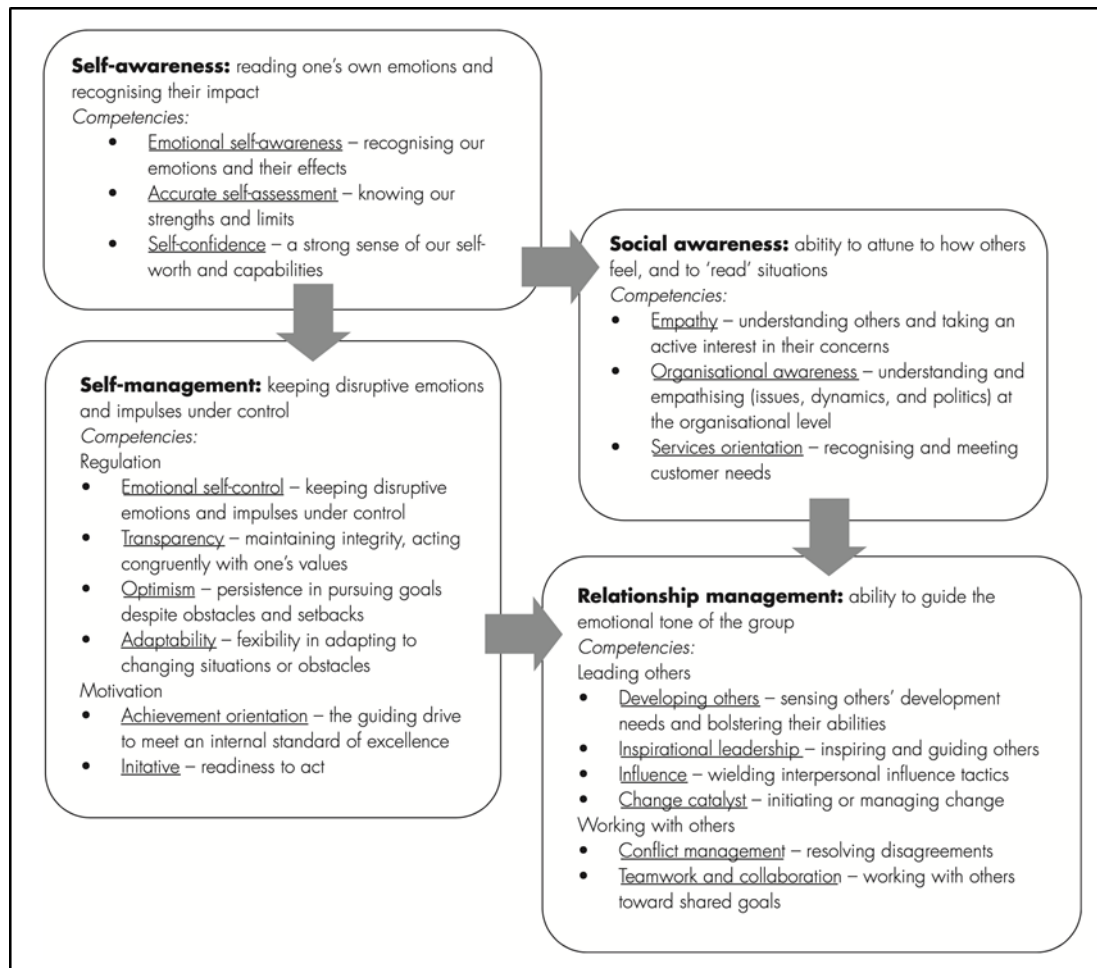 Self-awareness: reading one's own emotions and
recognising their impact
Competencies:
• Emotional self-awareness – recognising our
emotions and their effects
• Accurate self-assessment – knowing our
strengths and limits
• Self-confidence – a strong sense of our self-
worth and capabilities
Social awareness: abitity to attune to how others
feel, and to 'read' situations
Competencies:
• Empathy – understanding others and taking an
active interest in their concerns
• Organisational awareness – understanding and
empathising (issues, dynamics, and politics) at
the organisational level
• Services orientation – recognising and meeting
customer needs
Self-management: keeping disruptive emotions
and impulses under control
Competencies:
Regulation
• Emotional self-control – keeping disruptive
emotions and impulses under control
• Transparency – maintaining integrity, acting
congruently with one's values
• Optimism – persistence in pursuing goals
despite obstacles and setbacks
• Adaptability – fexibility in adapting to
changing situations or obstacles
Motivation
• Achievement orientation – the guiding drive
to meet an internal standard of excellence
• Initative – readiness to act
Relationship management: ability to guide the
emotional tone of the group
Competencies:
Leading others
• Developing others – sensing others' development
needs and bolstering their abilities
• Inspirational leadership – inspiring and guiding others
• Influence – wielding interpersonal influence tactics
• Change catalyst – initiating or managing change
Working with others
• Conflict management – resolving disagreements
• Teamwork and collaboration – working with others
toward shared goals